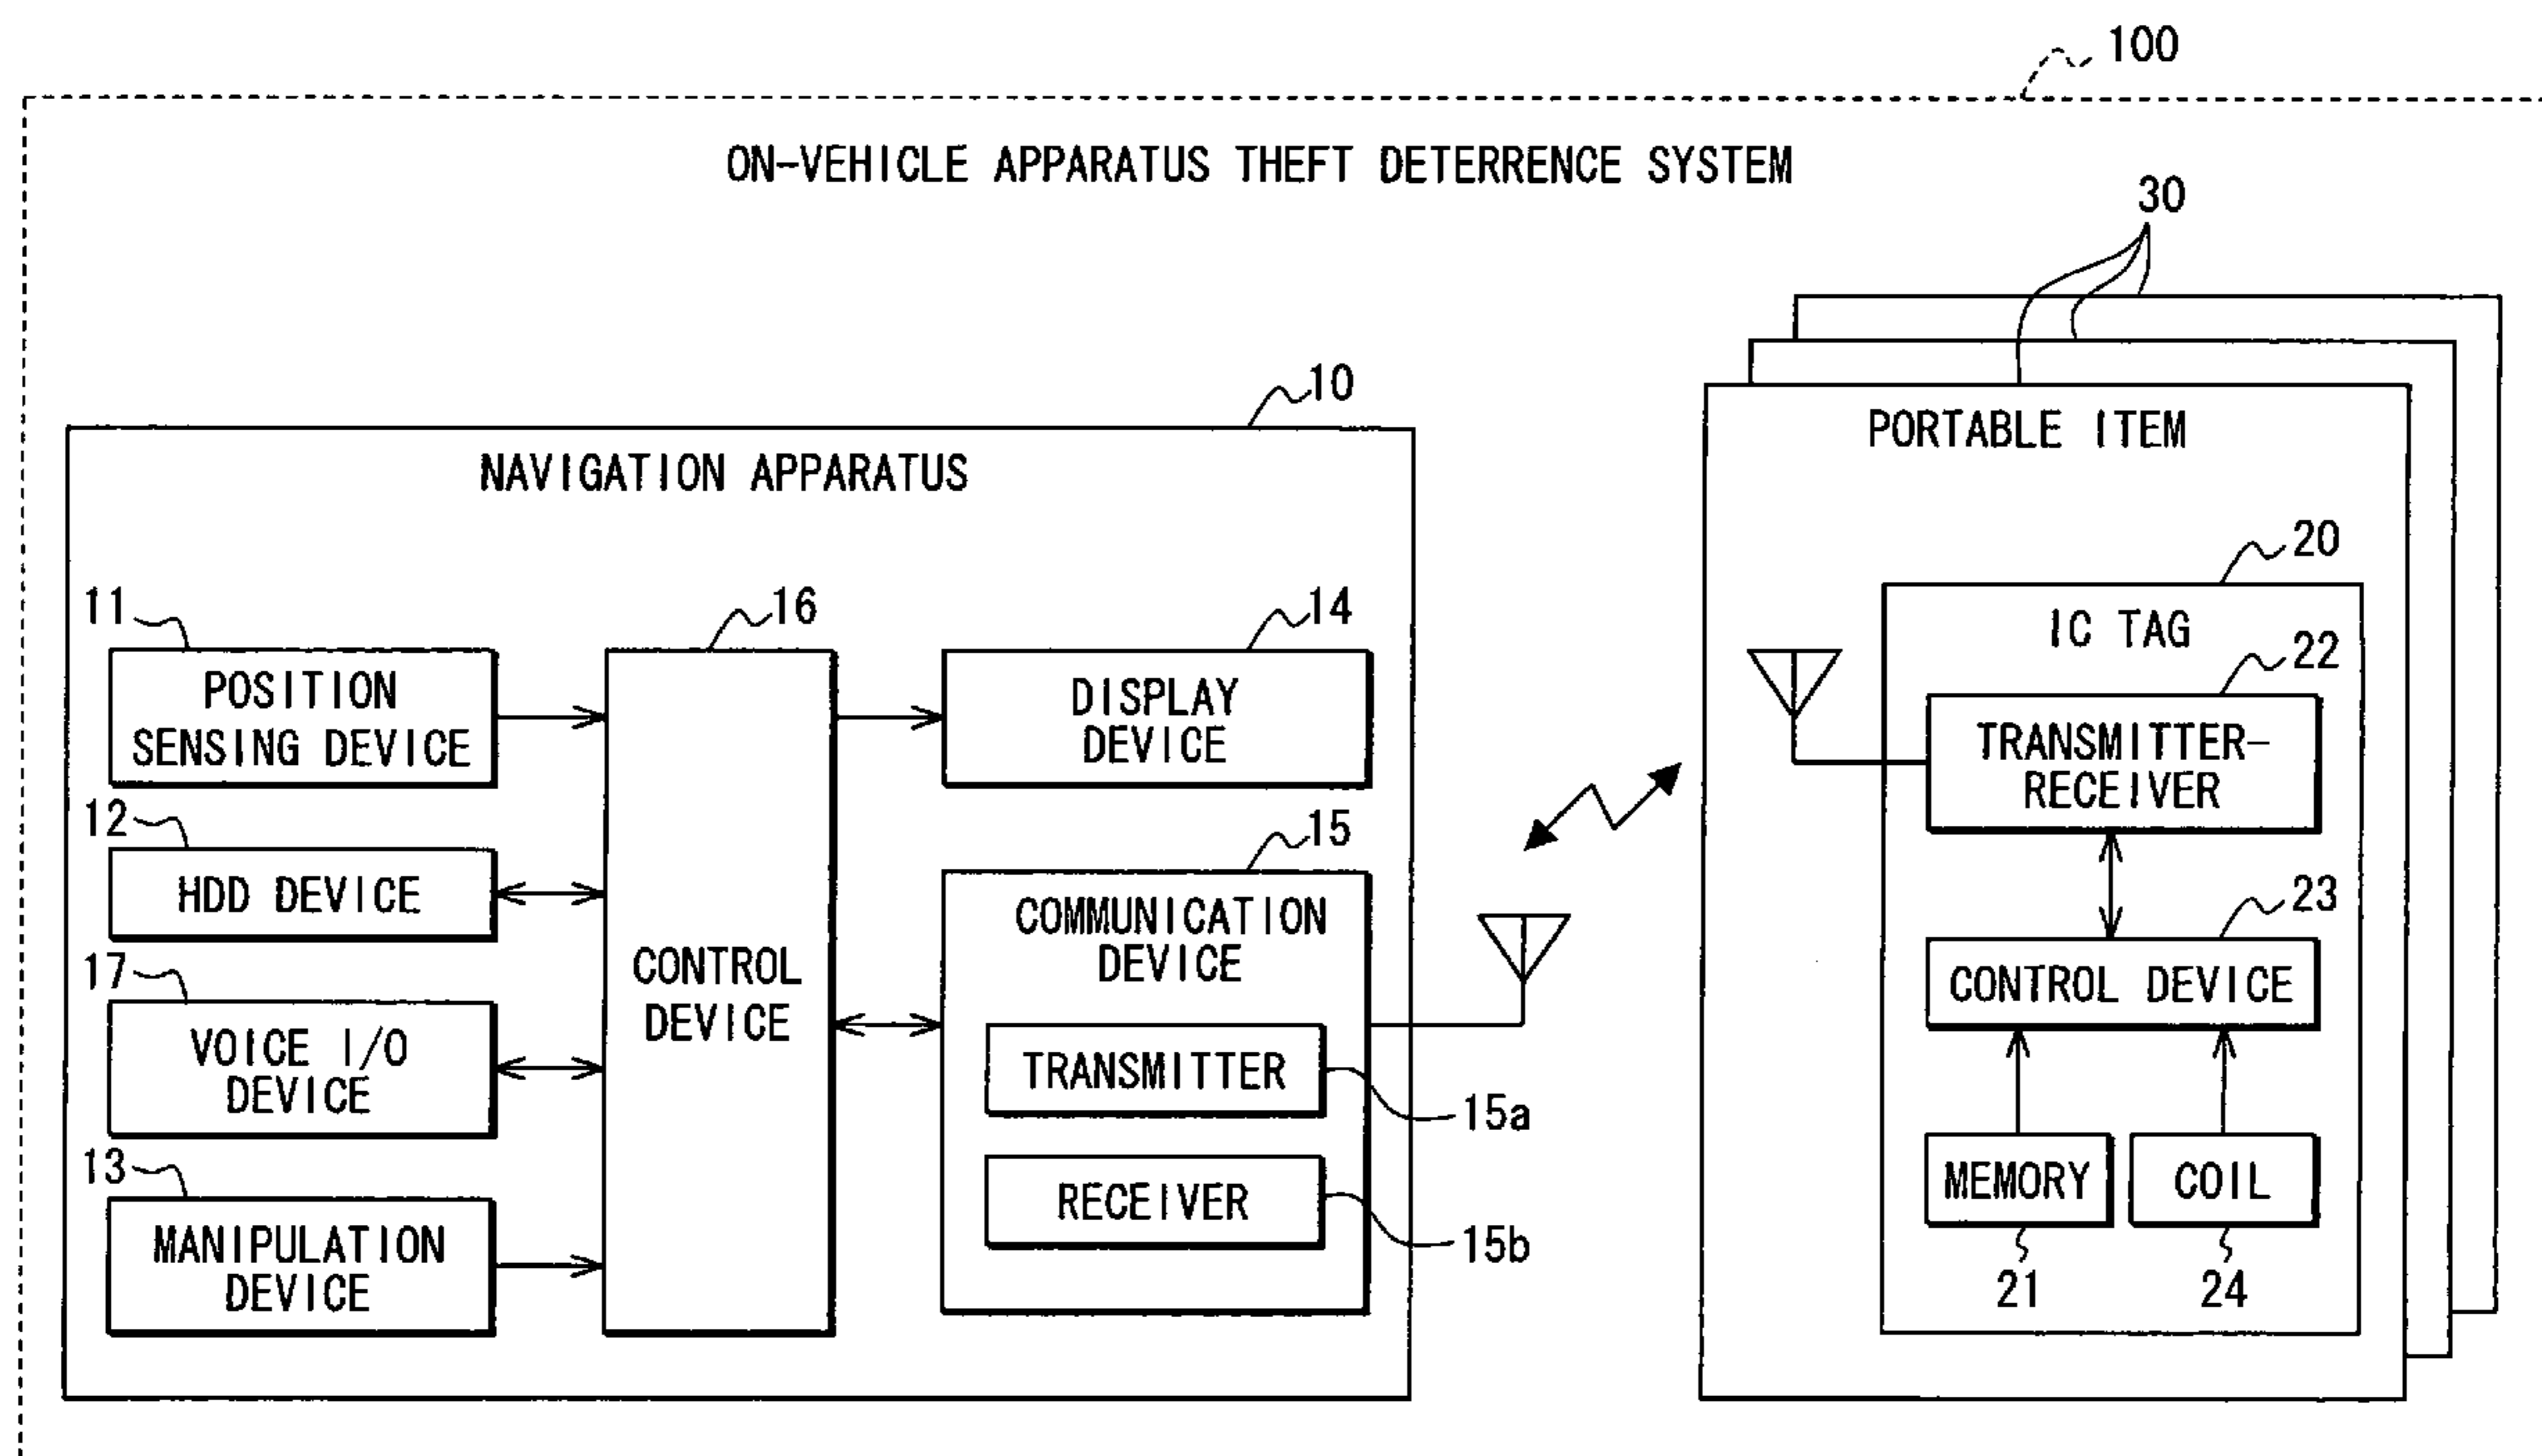 100
ON-VEHICLE APPARATUS THEFT DETERRENCE SYSTEM
30
10
NAVIGATION APPARATUS
11
POSITION
SENSING DEVICE
12
HDD DEVICE
17
VOICE I/O
DEVICE
13
MANIPULATION
DEVICE
16
CONTROL
DEVICE
14
DISPLAY
DEVICE
15
COMMUNICATION
DEVICE
TRANSMITTER
15a
RECEIVER
15b
PORTABLE ITEM
20
IC TAG
22
TRANSMITTER-
RECEIVER
23
CONTROL DEVICE
MEMORY
21
COIL
24